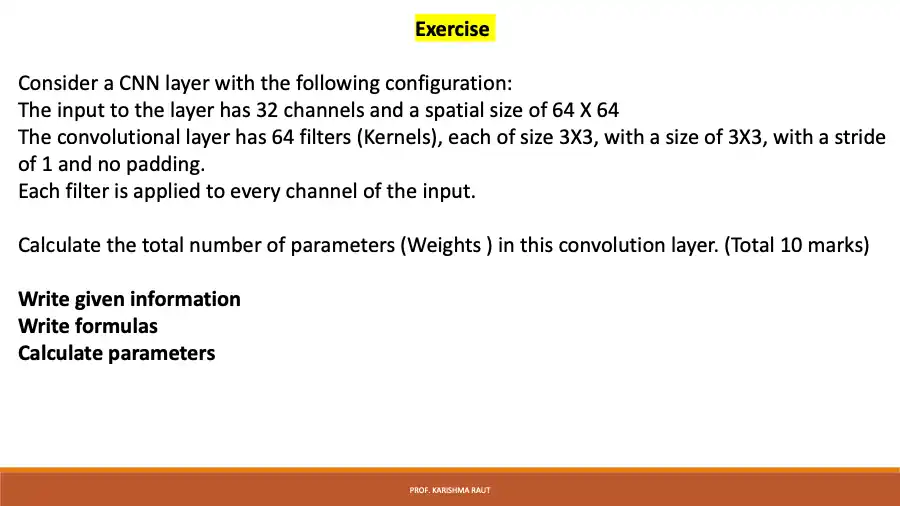 Exercise
Consider a CNN layer with the following configuration:
The input to the layer has 32 channels and a spatial size of 64 X 64
The convolutional layer has 64 filters (Kernels), each of size 3X3, with a size of 3X3, with a stride
of 1 and no padding.
Each filter is applied to every channel of the input.
Calculate the total number of parameters (Weights ) in this convolution layer. (Total 10 marks)
Write given information
Write formulas
Calculate parameters
PROF. KARISHMA RAUT